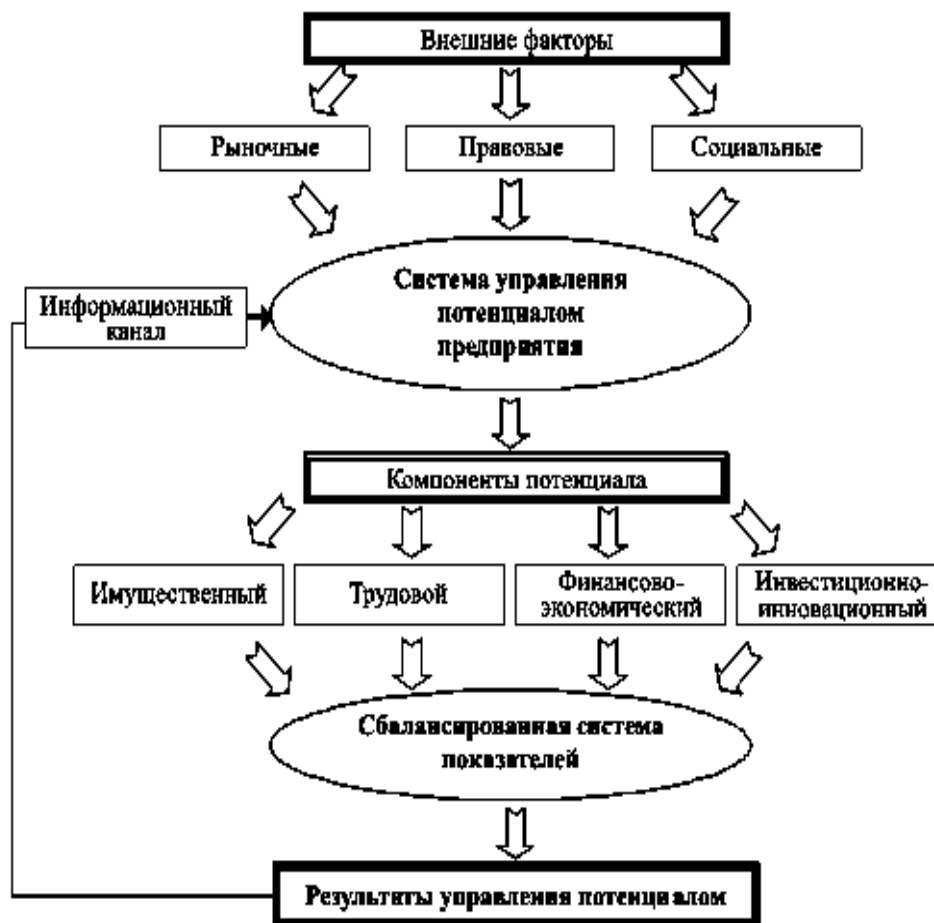 Внешние факторы
Рыночные
Правовые
Социальные
Система управления
потенциалом
предприятия
Информационный
канал
Компоненты потенциала
Имущественный
Трудовой
Финансово-
экономический
Инвестиционно-
инновационный
Сбалансированная система
показателей
Результаты управления потенциалом